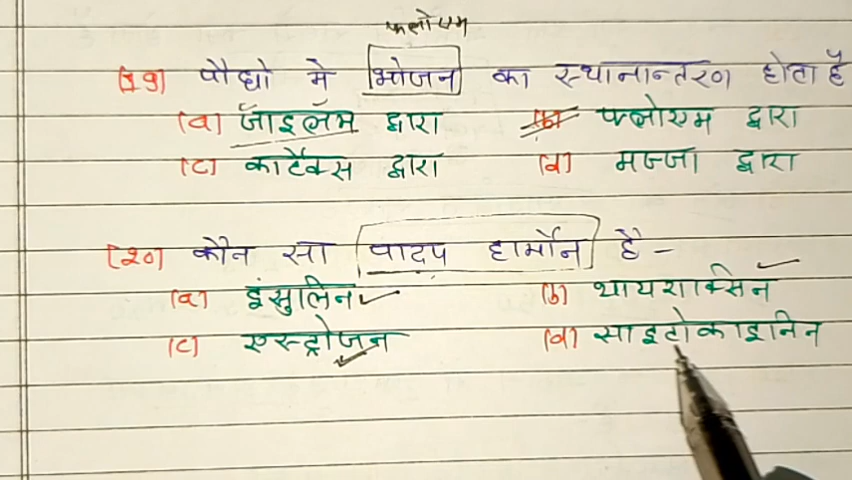 फ्लोएम
(19) पौधो मे भोजन का स्थानान्तरण होता है
(a) जॉइलम द्वारा (b) फ्लोएम द्वारा
(c) कार्टेक्स द्वारा (d) मज्जा द्वारा
(20) कौन सा पादप हार्मोन है -
(a) इंसुलिन (b) थायराक्सिन
(c) एस्ट्रोजन (d) साइटोकाइनिन